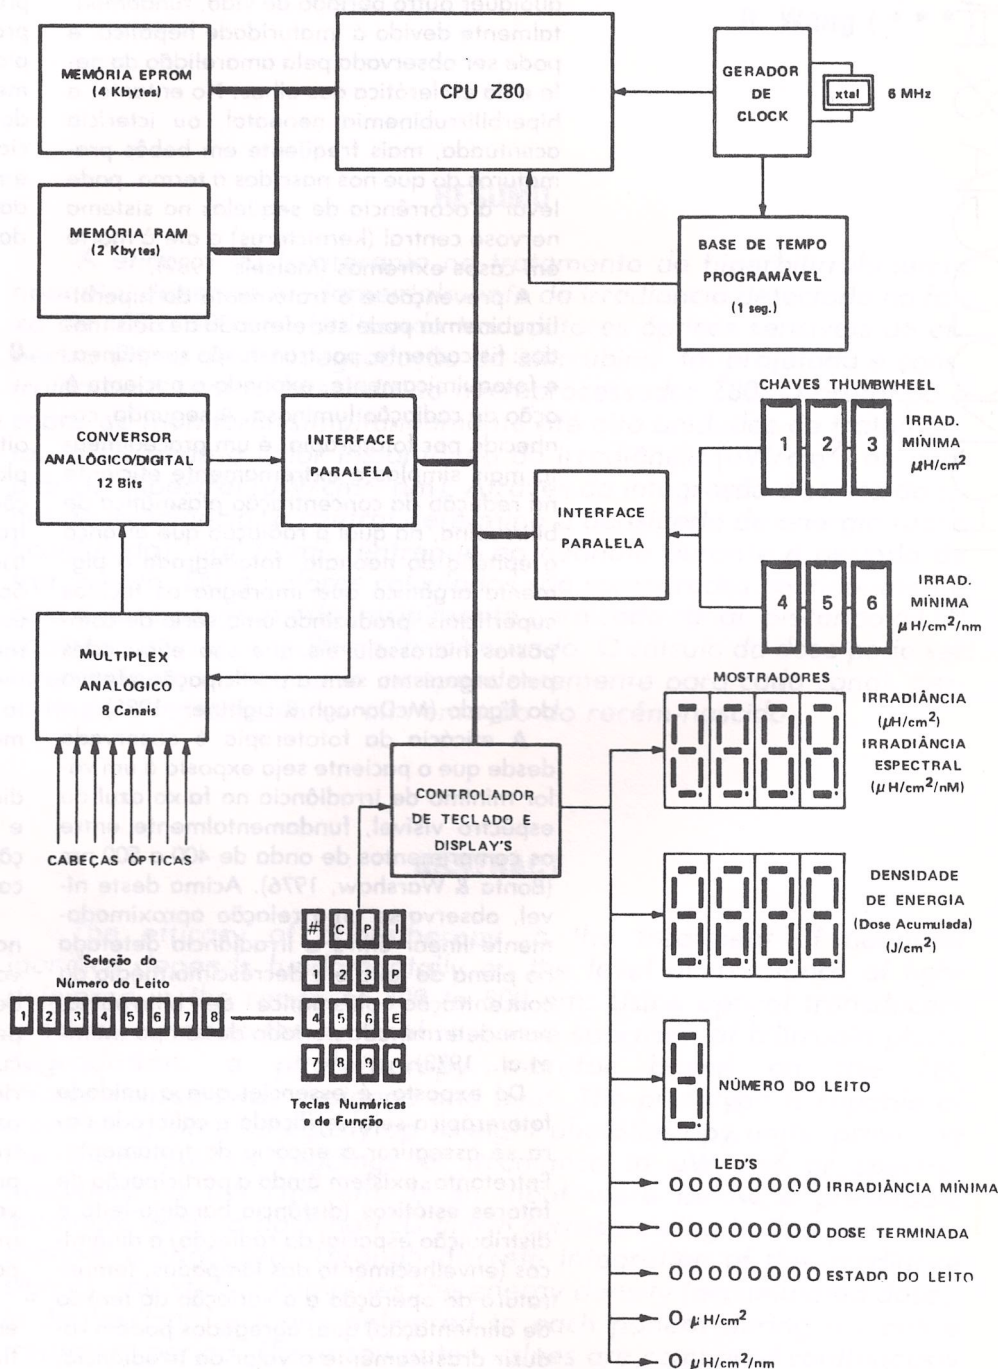 MEMÓRIA EPROM
(4 Kbytes)
CPU Z80
GERADOR
DE
CLOCK
xtal
6 MHz
MEMÓRIA RAM
(2 Kbytes)
BASE DE TEMPO
PROGRAMÁVEL
(1 seg.)
CONVERSOR
ANALÓGICO DIGITAL
12 Bits
INTERFACE
PARALELA
INTERFACE
PARALELA
CHAVES THUMBWHEEL
1 2 3
IRRAD.
MÍNIMA
μH/cm²
4 5 6
IRRAD.
MÍNIMA
μH/cm²/nm
MULTIPLEX
ANALÓGICO
8 Canais
CABEÇAS ÓPTICAS
CONTROLADOR
DE TECLADO E
DISPLAY'S
MOSTRADORES
IRRADIÂNCIA
(μH/cm²)
IRRADIÂNCIA
ESPECTRAL
(μH/cm²/nM)
DENSIDADE
DE ENERGIA
(Dose Acumulada)
(J/cm²)
Seleção do
Número do Leito
1 2 3 4 5 6 7 8
# C P I
1 2 3 P
4 5 6 E
7 8 9 0
Teclas Numéricas
e de Função
NÚMERO DO LEITO
LED'S
IRRADIÂNCIA MÍNIMA
DOSE TERMINADA
ESTADO DO LEITO
μH/cm²
μH/cm²/nm